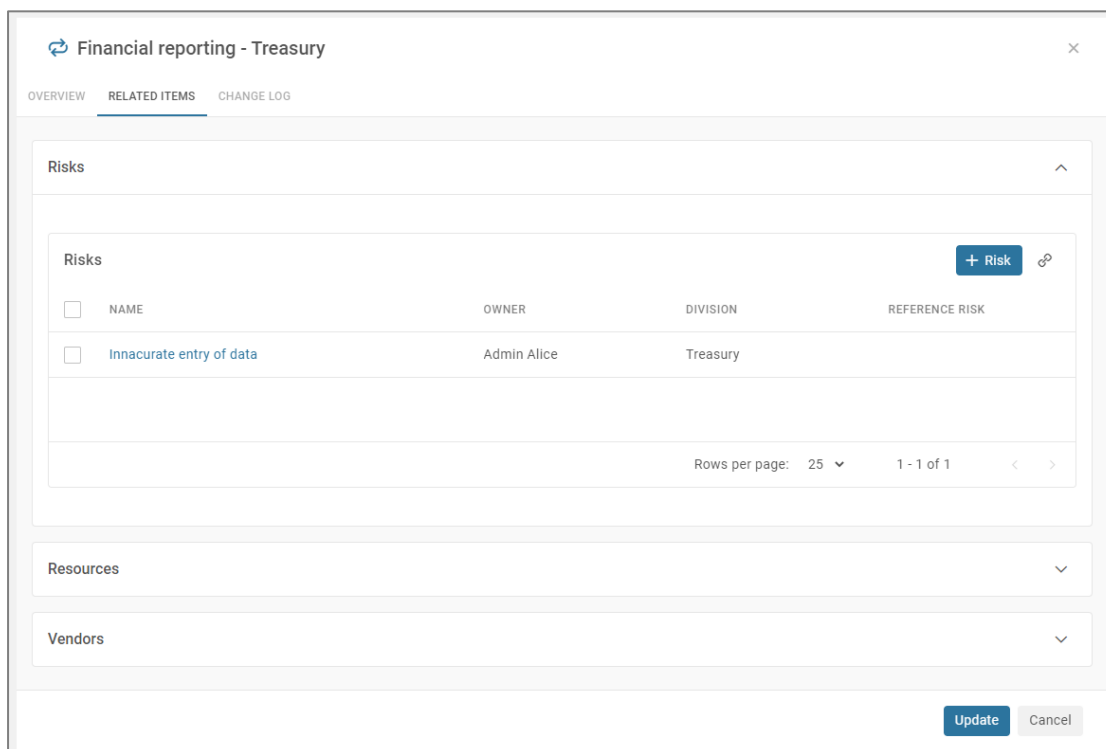 Financial reporting - Treasury
OVERVIEW RELATED ITEMS CHANGE LOG
Risks
Risks + Risk
NAME OWNER DIVISION REFERENCE RISK
Innacurate entry of data Admin Alice Treasury
Rows per page: 25 1 - 1 of 1
Resources
Vendors
Update Cancel